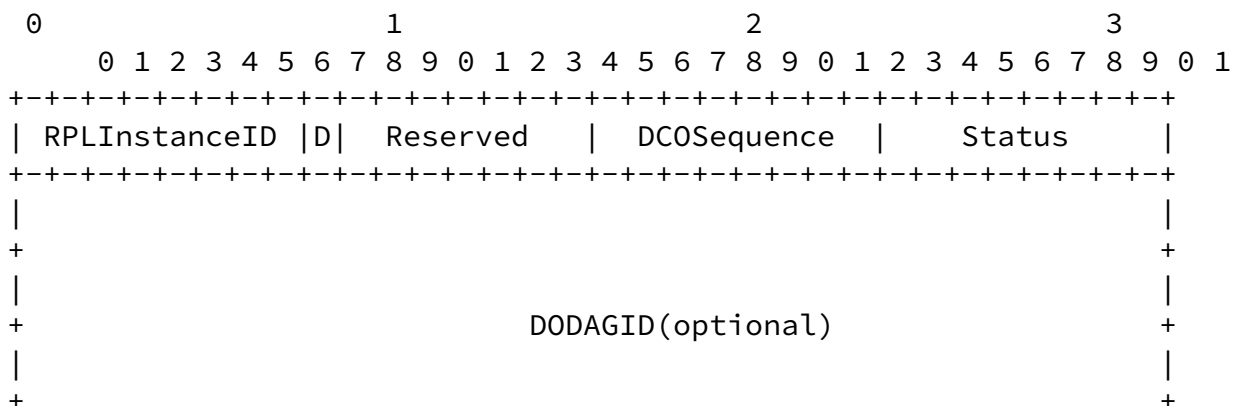 0                   1                   2                   3
    0 1 2 3 4 5 6 7 8 9 0 1 2 3 4 5 6 7 8 9 0 1 2 3 4 5 6 7 8 9 0 1
+-+-+-+-+-+-+-+-+-+-+-+-+-+-+-+-+-+-+-+-+-+-+-+-+-+-+-+-+-+-+-+-+
| RPLInstanceID |D|  Reserved   |  DCOSequence  |    Status     |
+-+-+-+-+-+-+-+-+-+-+-+-+-+-+-+-+-+-+-+-+-+-+-+-+-+-+-+-+-+-+-+-+
|                                                               |
+                                                               +
|                                                               |
+                            DODAGID(optional)                  +
|                                                               |
+                                                               +